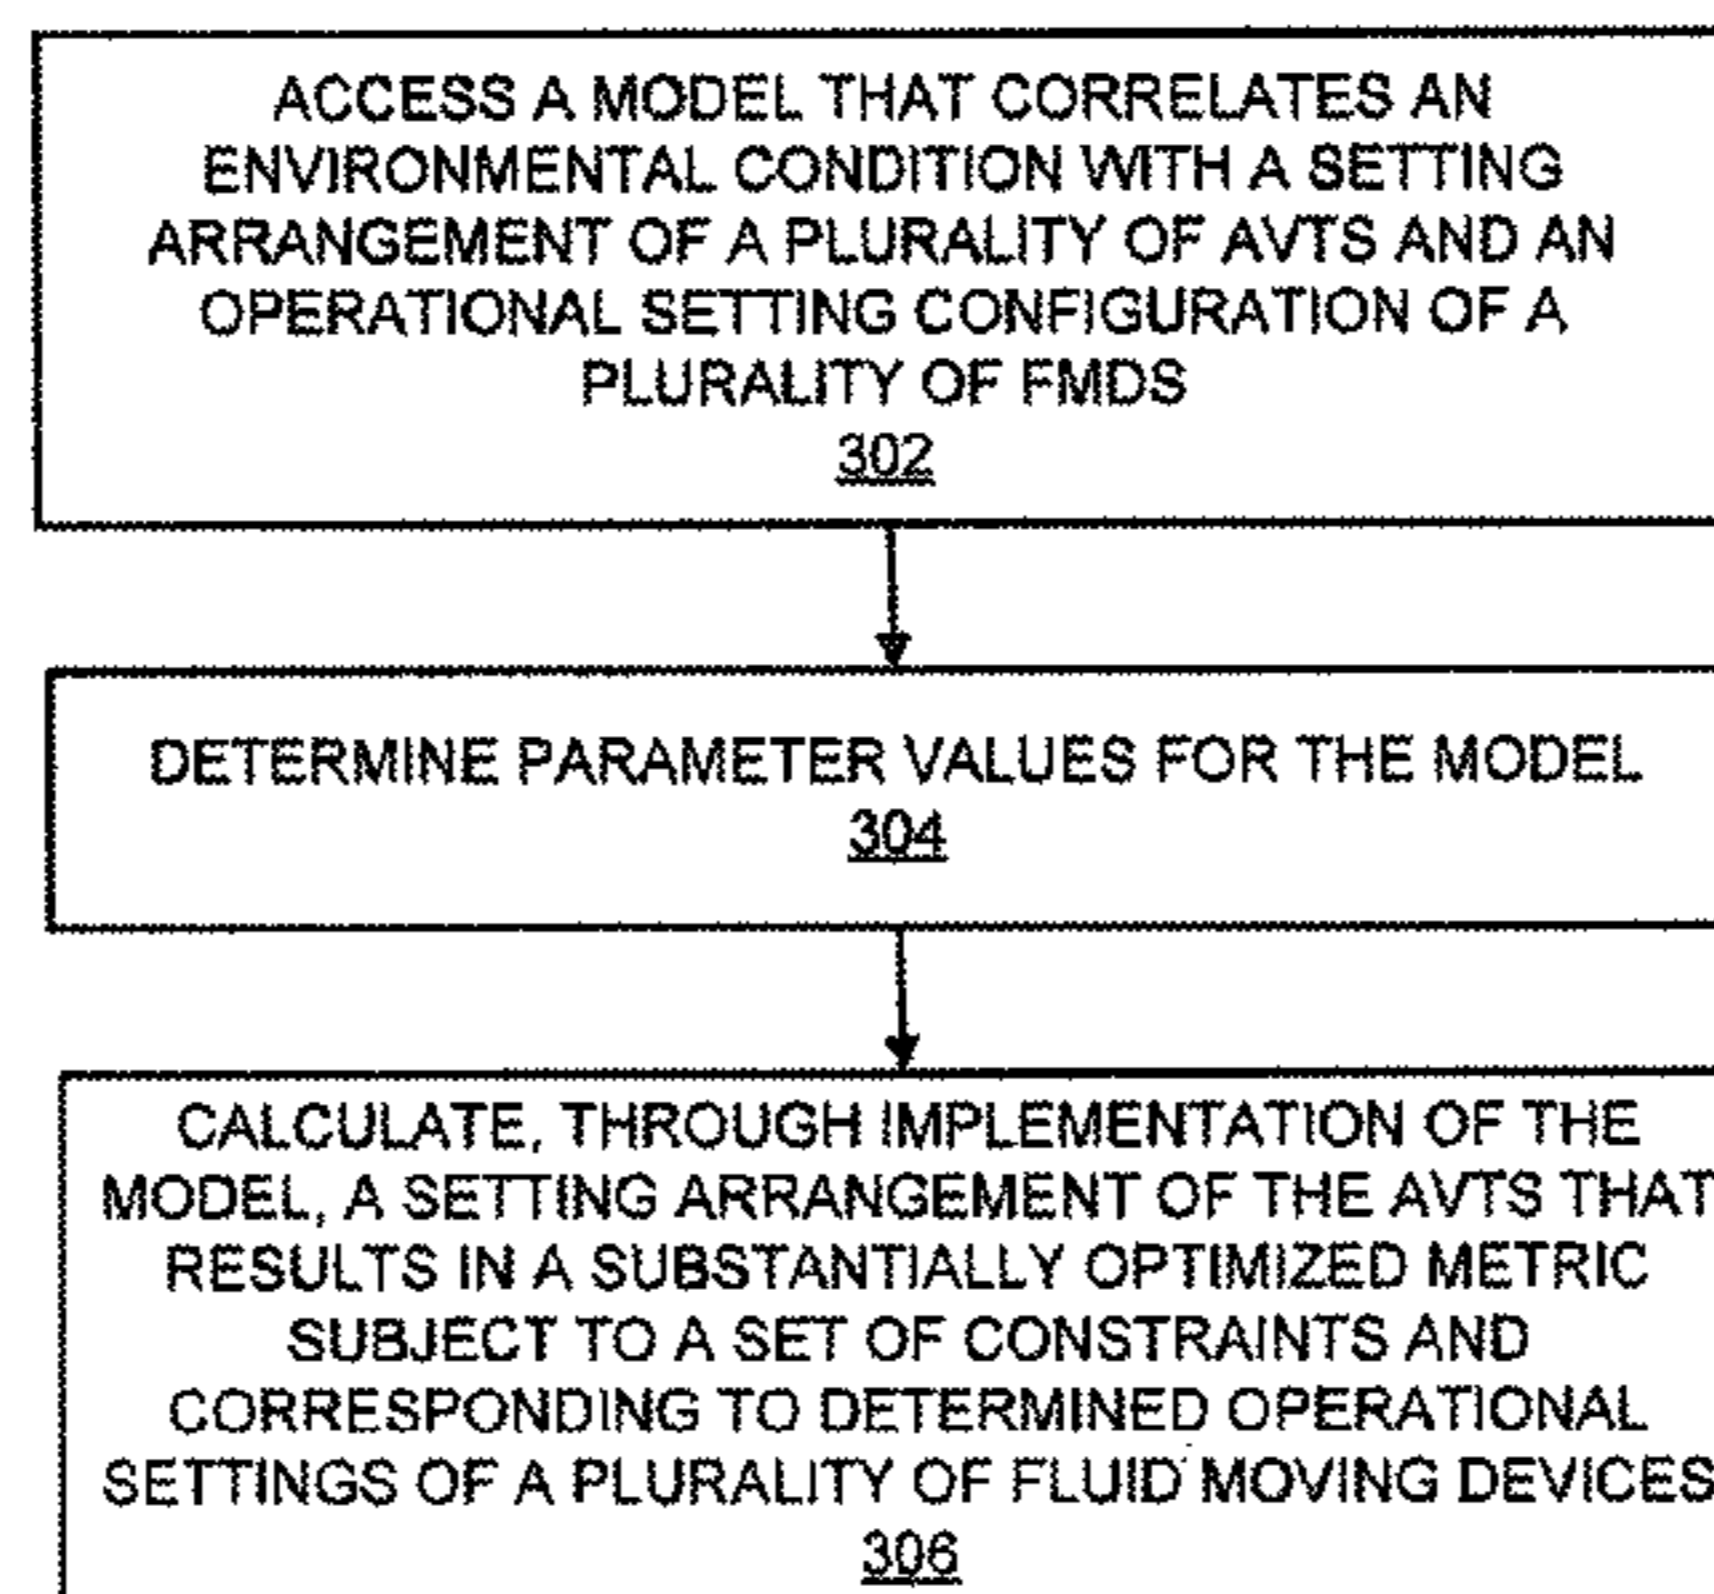 ACCESS A MODEL THAT CORRELATES AN
ENVIRONMENTAL CONDITION WITH A SETTING
ARRANGEMENT OF A PLURALITY OF AVTS AND AN
OPERATIONAL SETTING CONFIGURATION OF A
PLURALITY OF FMDS
302
DETERMINE PARAMETER VALUES FOR THE MODEL
304
CALCULATE, THROUGH IMPLEMENTATION OF THE
MODEL, A SETTING ARRANGEMENT OF THE AVTS THAT
RESULTS IN A SUBSTANTIALLY OPTIMIZED METRIC
SUBJECT TO A SET OF CONSTRAINTS AND
CORRESPONDING TO DETERMINED OPERATIONAL
SETTINGS OF A PLURALITY OF FLUID MOVING DEVICES
306